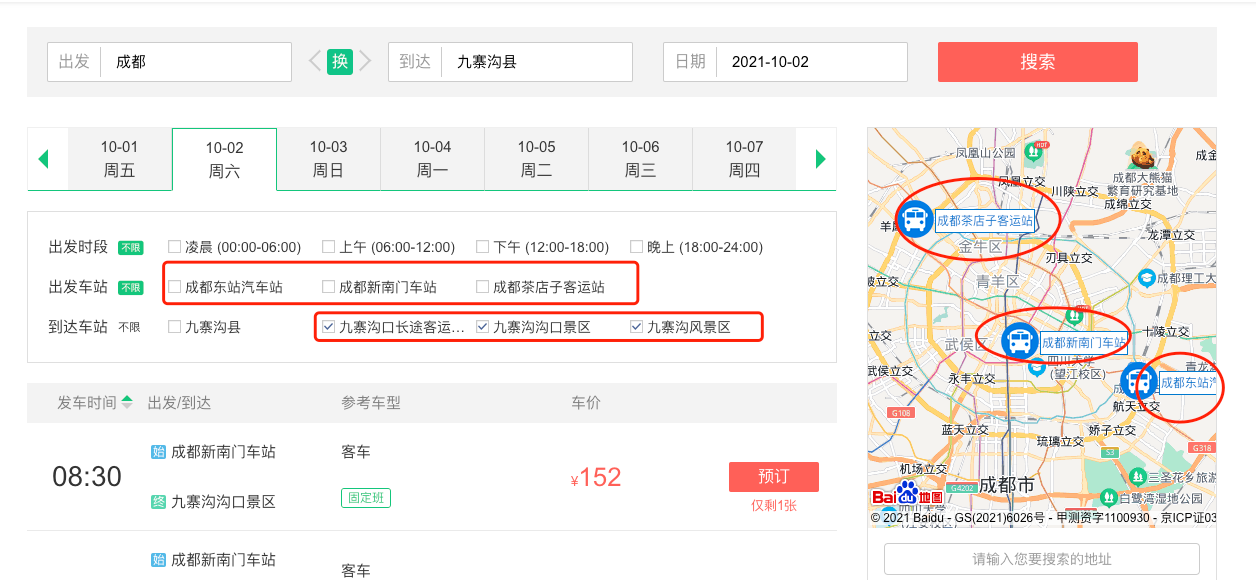 出发 成都 换 到达 九寨沟县 日期 2021-10-02 搜索
10-01 10-02 10-03 10-04 10-05 10-06 10-07
周五 周六 周日 周一 周二 周三 周四
出发时段 不限 凌晨 (00:00-06:00) 上午 (06:00-12:00) 下午 (12:00-18:00) 晚上 (18:00-24:00)
出发车站 不限 成都东站汽车站 成都新南门车站 成都茶店子客运站
到达车站 不限 九寨沟县 九寨沟口长途客运... 九寨沟沟口景区 九寨沟风景区
发车时间 出发/到达 参考车型 车价
08:30
始 成都新南门车站
终 九寨沟沟口景区
客车
固定班
¥152
预订
仅剩1张
始 成都新南门车站
客车
凤凰山公园
HOT
成金
凤凰立交
成都大熊猫
繁育研究基地
川陕立交
成绵立交
成都茶店子客运站
龙潭立交
金牛区
刃具立交
青羊区
成都理工大
十陵立交
武侯区
成都新南门车站
四川大学
(望江校区)
武侯立交
永丰立交
青龙
成都东站汽
航天立交
G108
蓝天立交
娇子立交
琉璃立交
S3
G318
机场立交
三圣花乡旅游
成都市
G4202
白鹭湾湿地公园
Bai du 地图
© 2021 Baidu - GS(2021)6026号 - 甲测资字1100930 - 京ICP证03
请输入您要搜索的地址